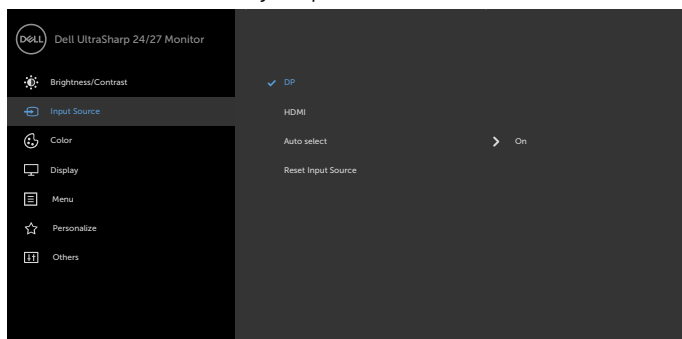 DELL Dell UltraSharp 24/27 Monitor
Brightness/Contrast
Input Source
Color
Display
Menu
Personalize
Others
DP
HDMI
Auto select On
Reset Input Source